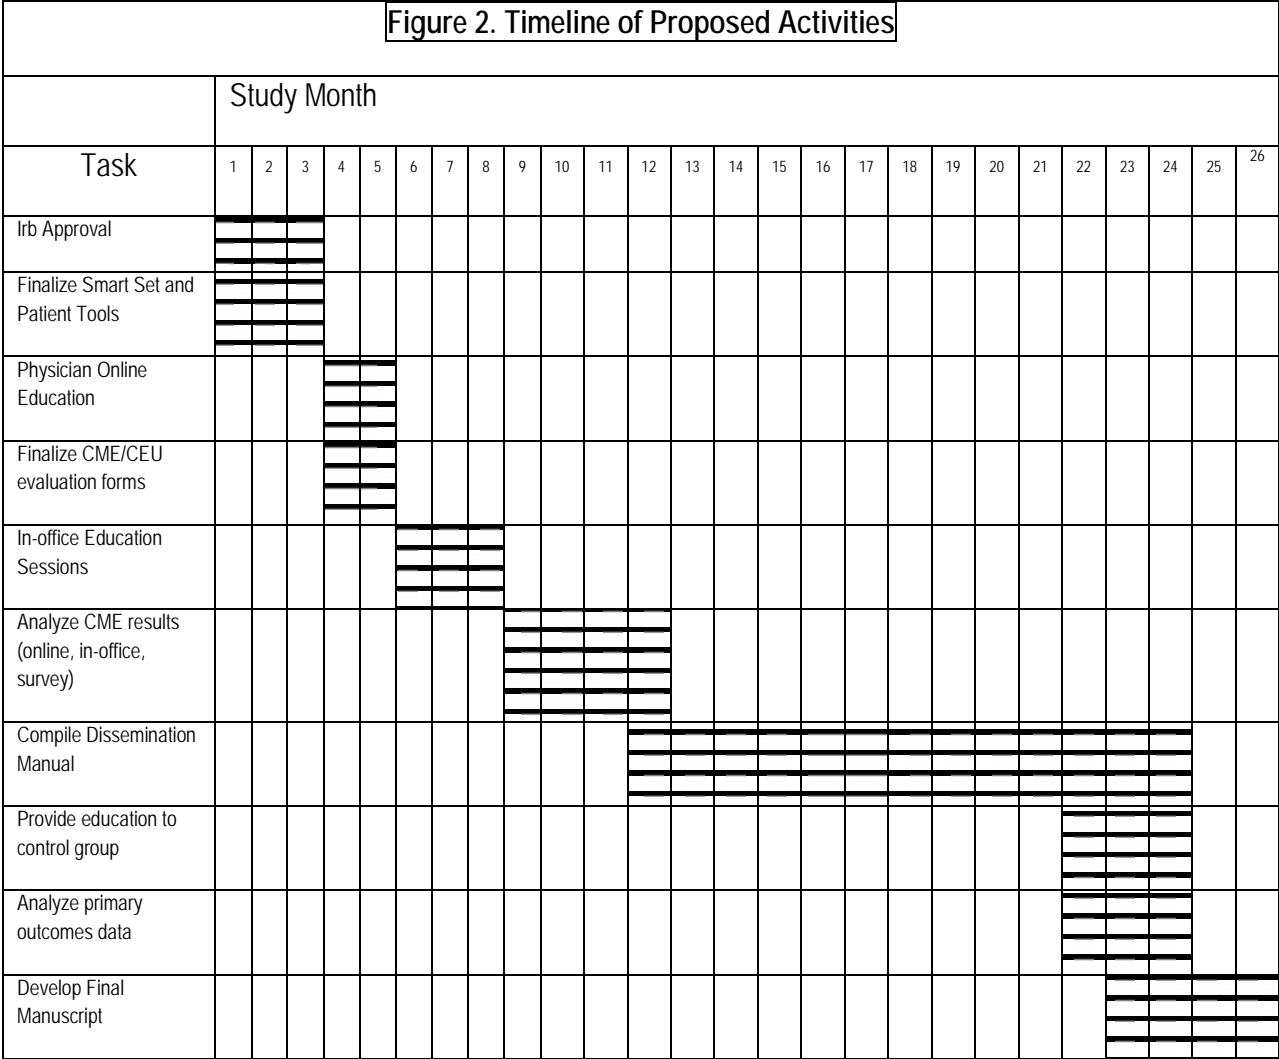 Figure 2. Timeline of Proposed Activities
Study Month
Task 1 2 3 4 5 6 7 8 9 10 11 12 13 14 15 16 17 18 19 20 21 22 23 24 25 26
Irb Approval
Finalize Smart Set and
Patient Tools
Physician Online
Education
Finalize CME/CEU
evaluation forms
In-office Education
Sessions
Analyze CME results
(online, in-office,
survey)
Compile Dissemination
Manual
Provide education to
control group
Analyze primary
outcomes data
Develop Final
Manuscript